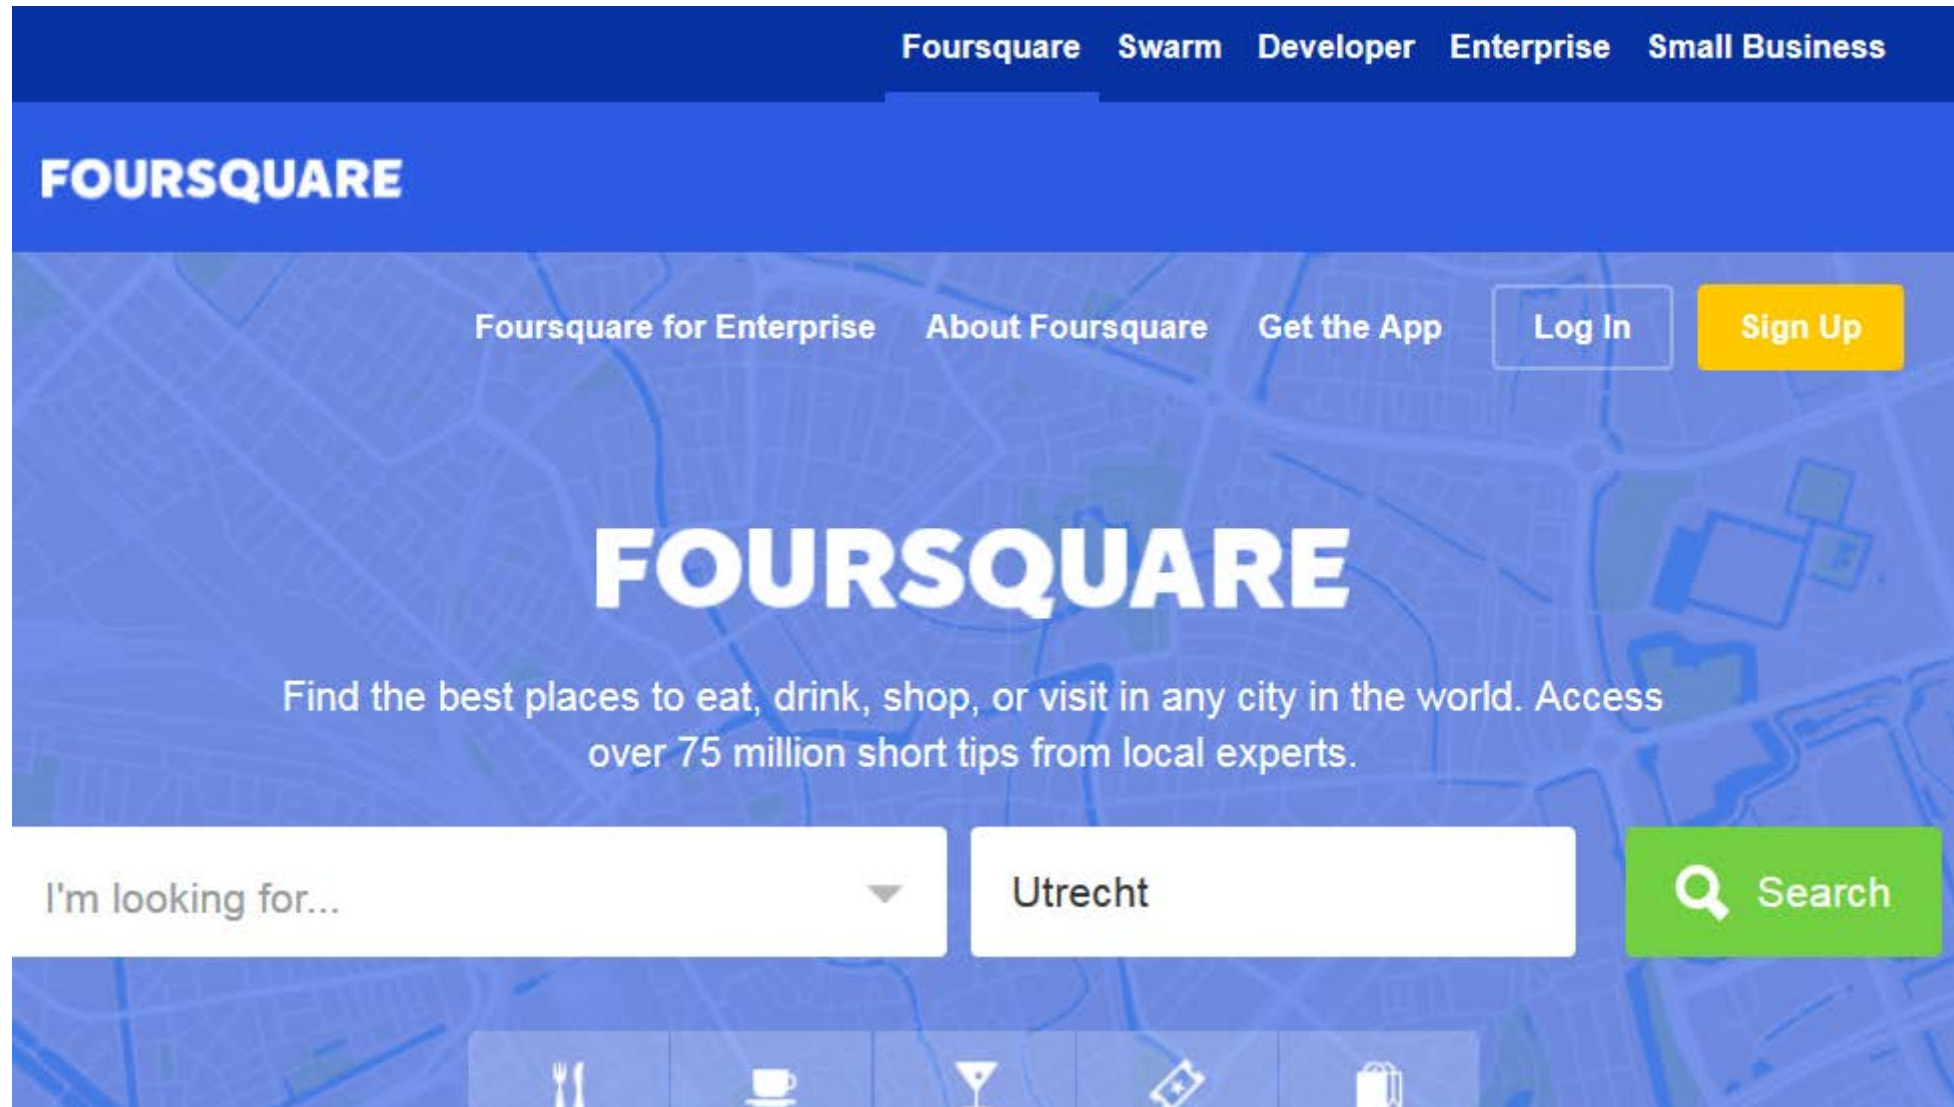 Foursquare Swarm Developer Enterprise Small Business
FOURSQUARE
Foursquare for Enterprise About Foursquare Get the App Log In Sign Up
FOURSQUARE
Find the best places to eat, drink, shop, or visit in any city in the world. Access
over 75 million short tips from local experts.
I'm looking for... Utrecht Search